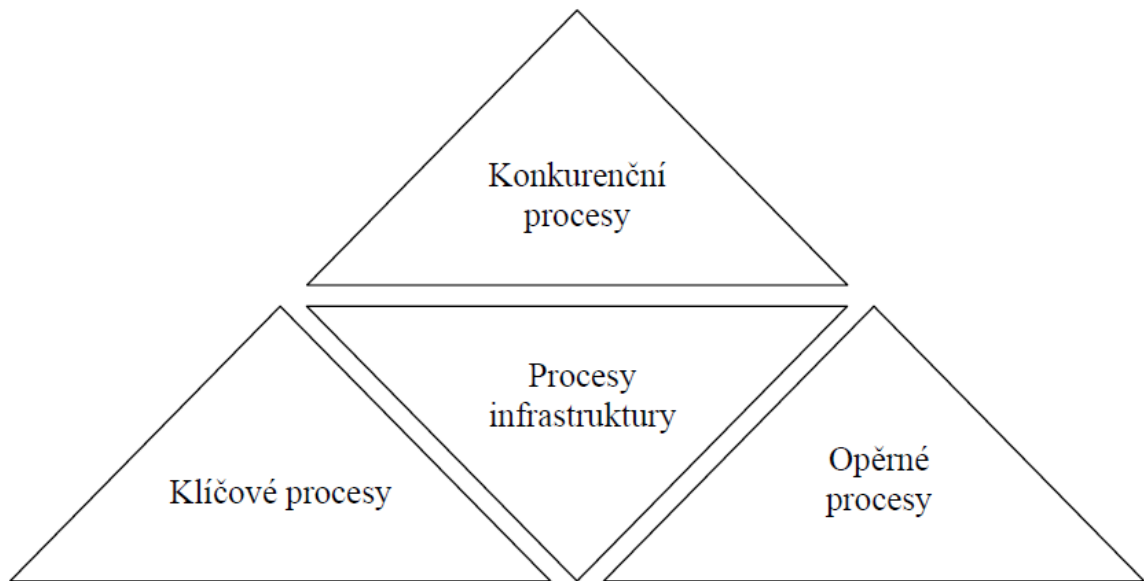 Konkurenční
procesy
Procesy
infrastruktury
Klíčové procesy
Opěrné
procesy